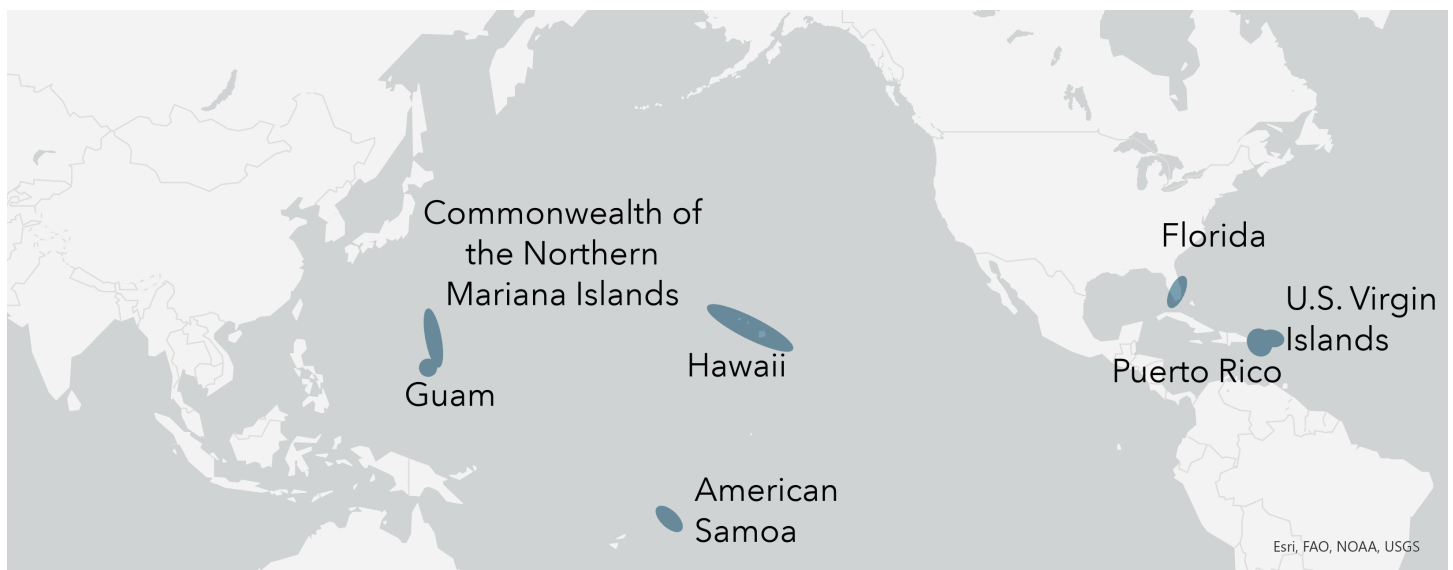 Commonwealth of
the Northern
Mariana Islands
Guam
Hawaii
American
Samoa
Florida
U.S. Virgin
Islands
Puerto Rico
Esri, FAO, NOAA, USGS